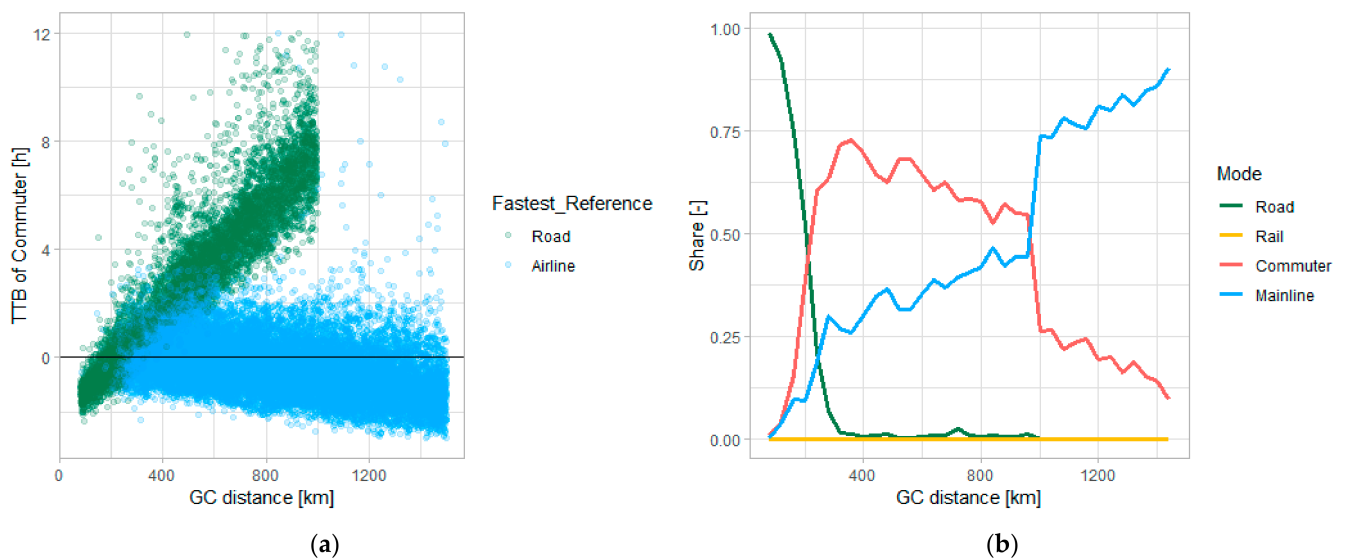 12
8
4
0
TTB of Commuter [h]
0
400
800
1200
GC distance [km]
Fastest_Reference
Road
Airline
(a)
1.00
0.75
0.50
0.25
0.00
Share [-]
400
800
1200
GC distance [km]
Mode
Road
Rail
Commuter
Mainline
(b)